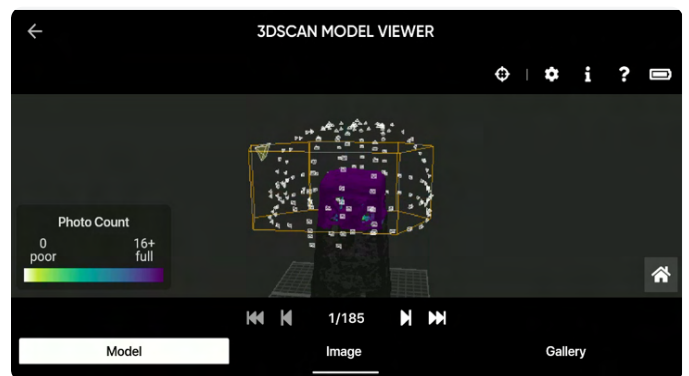 3DSCAN MODEL VIEWER
Photo Count
0 16+
poor full
1/185
Model Image Gallery